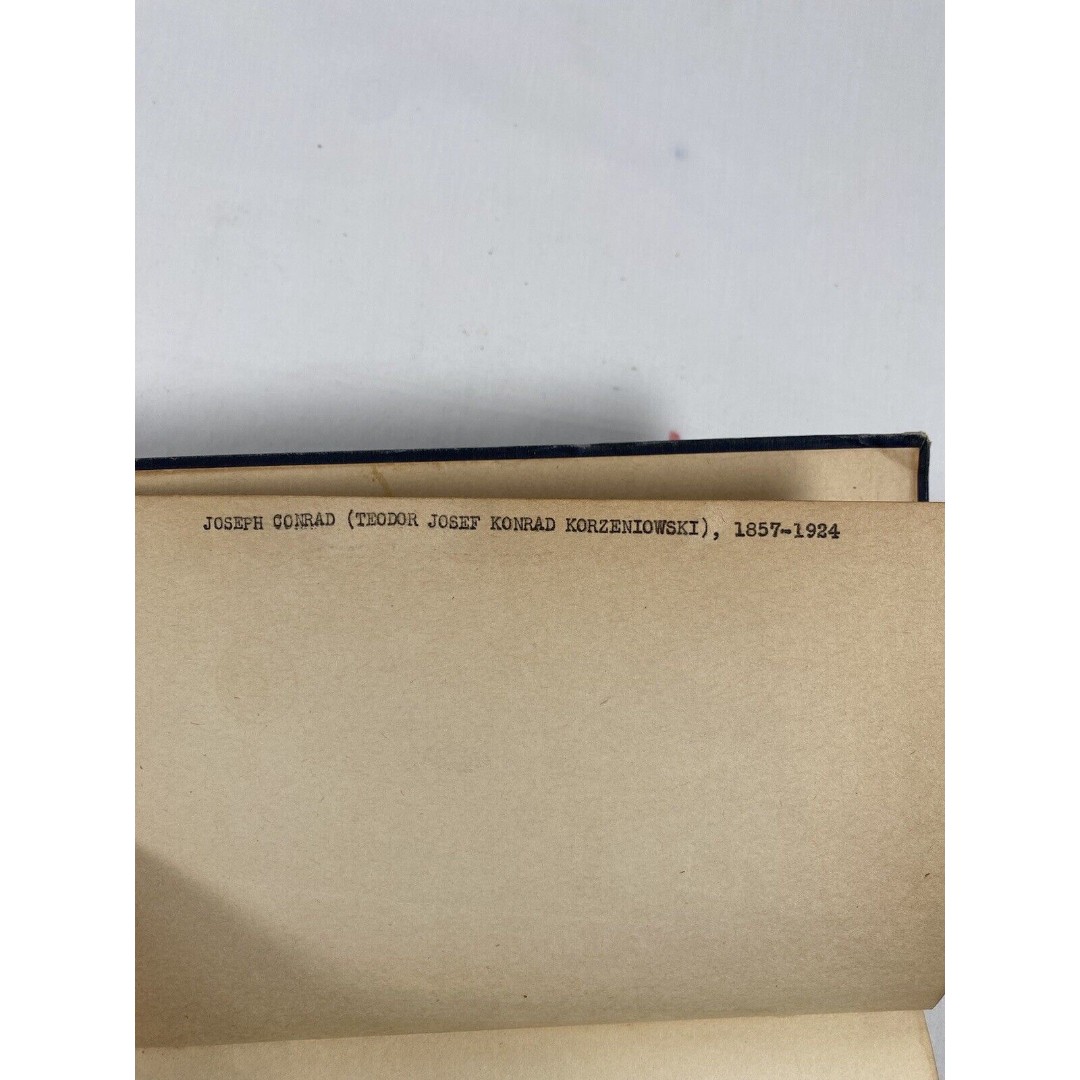 JOSEPH CONRAD (TEODOR JOSEF KONRAD KORZENIOWSKI), 1857-1924